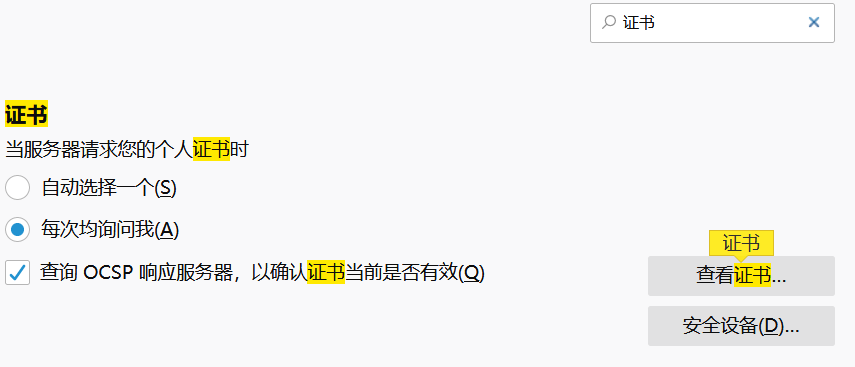 证书
证书
当服务器请求您的个人证书时
自动选择一个(S)
每次均询问我(A)
证书
查询 OCSP 响应服务器，以确认证书当前是否有效(Q)
查看证书...
安全设备(D)...